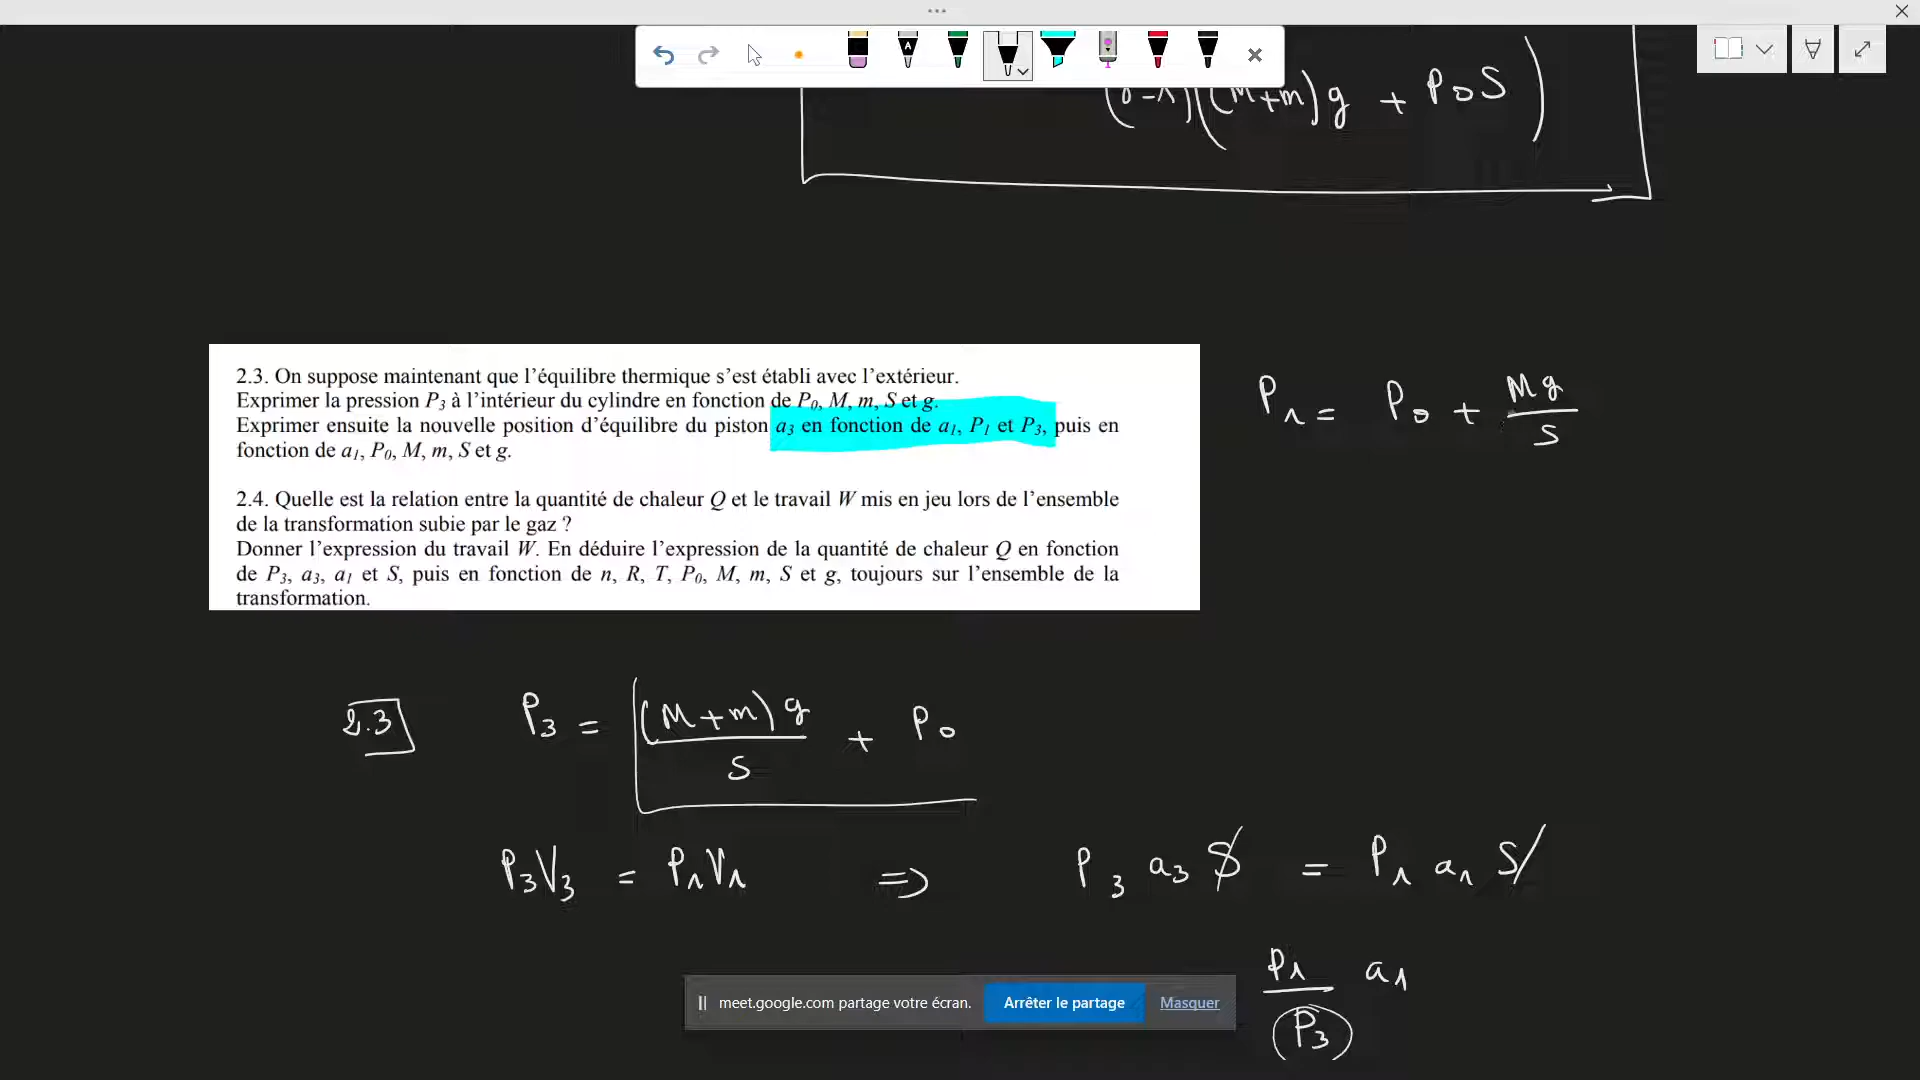 A
(γ-1)((M+m)g + P0S)
2.3. On suppose maintenant que l'équilibre thermique s'est établi avec l'extérieur.
Exprimer la pression P3 à l'intérieur du cylindre en fonction de P0, M, m, S et g.
Exprimer ensuite la nouvelle position d'équilibre du piston a3 en fonction de a1, P1 et P3, puis en
fonction de a1, P0, M, m, S et g.
P1 = P0 + Mg/S
2.4. Quelle est la relation entre la quantité de chaleur Q et le travail W mis en jeu lors de l'ensemble
de la transformation subie par le gaz ?
Donner l'expression du travail W. En déduire l'expression de la quantité de chaleur Q en fonction
de P3, a3, a1 et S, puis en fonction de n, R, T, P0, M, m, S et g, toujours sur l'ensemble de la
transformation.
2.3 P3 = (M+m)g/S + P0
P3V3 = P1V1 => P3 a3 S = P1 a1 S
P1/P3 a1
meet.google.com partage votre écran. Arrêter le partage Masquer